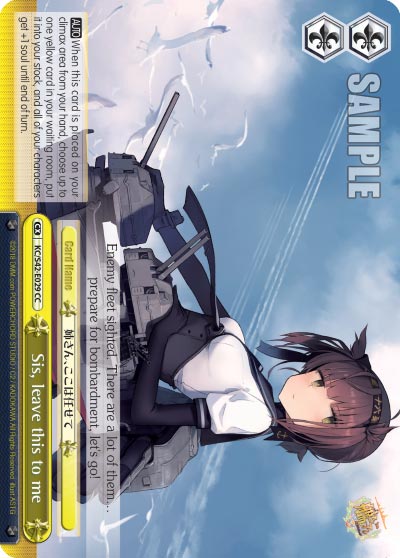 SAMPLE
Enemy fleet sighted. There are a lot of them...
prepare for bombardment, let's go!
[AUTO] When this card is placed on your
climax area from your hand, choose up to
one yellow card in your waiting room, put
it into your stock, and all of your characters
get +1 soul until end of turn.
Card Name
姉さん、ここは任せて
CX
KC/S42-E029 CC
Sis, leave this to me